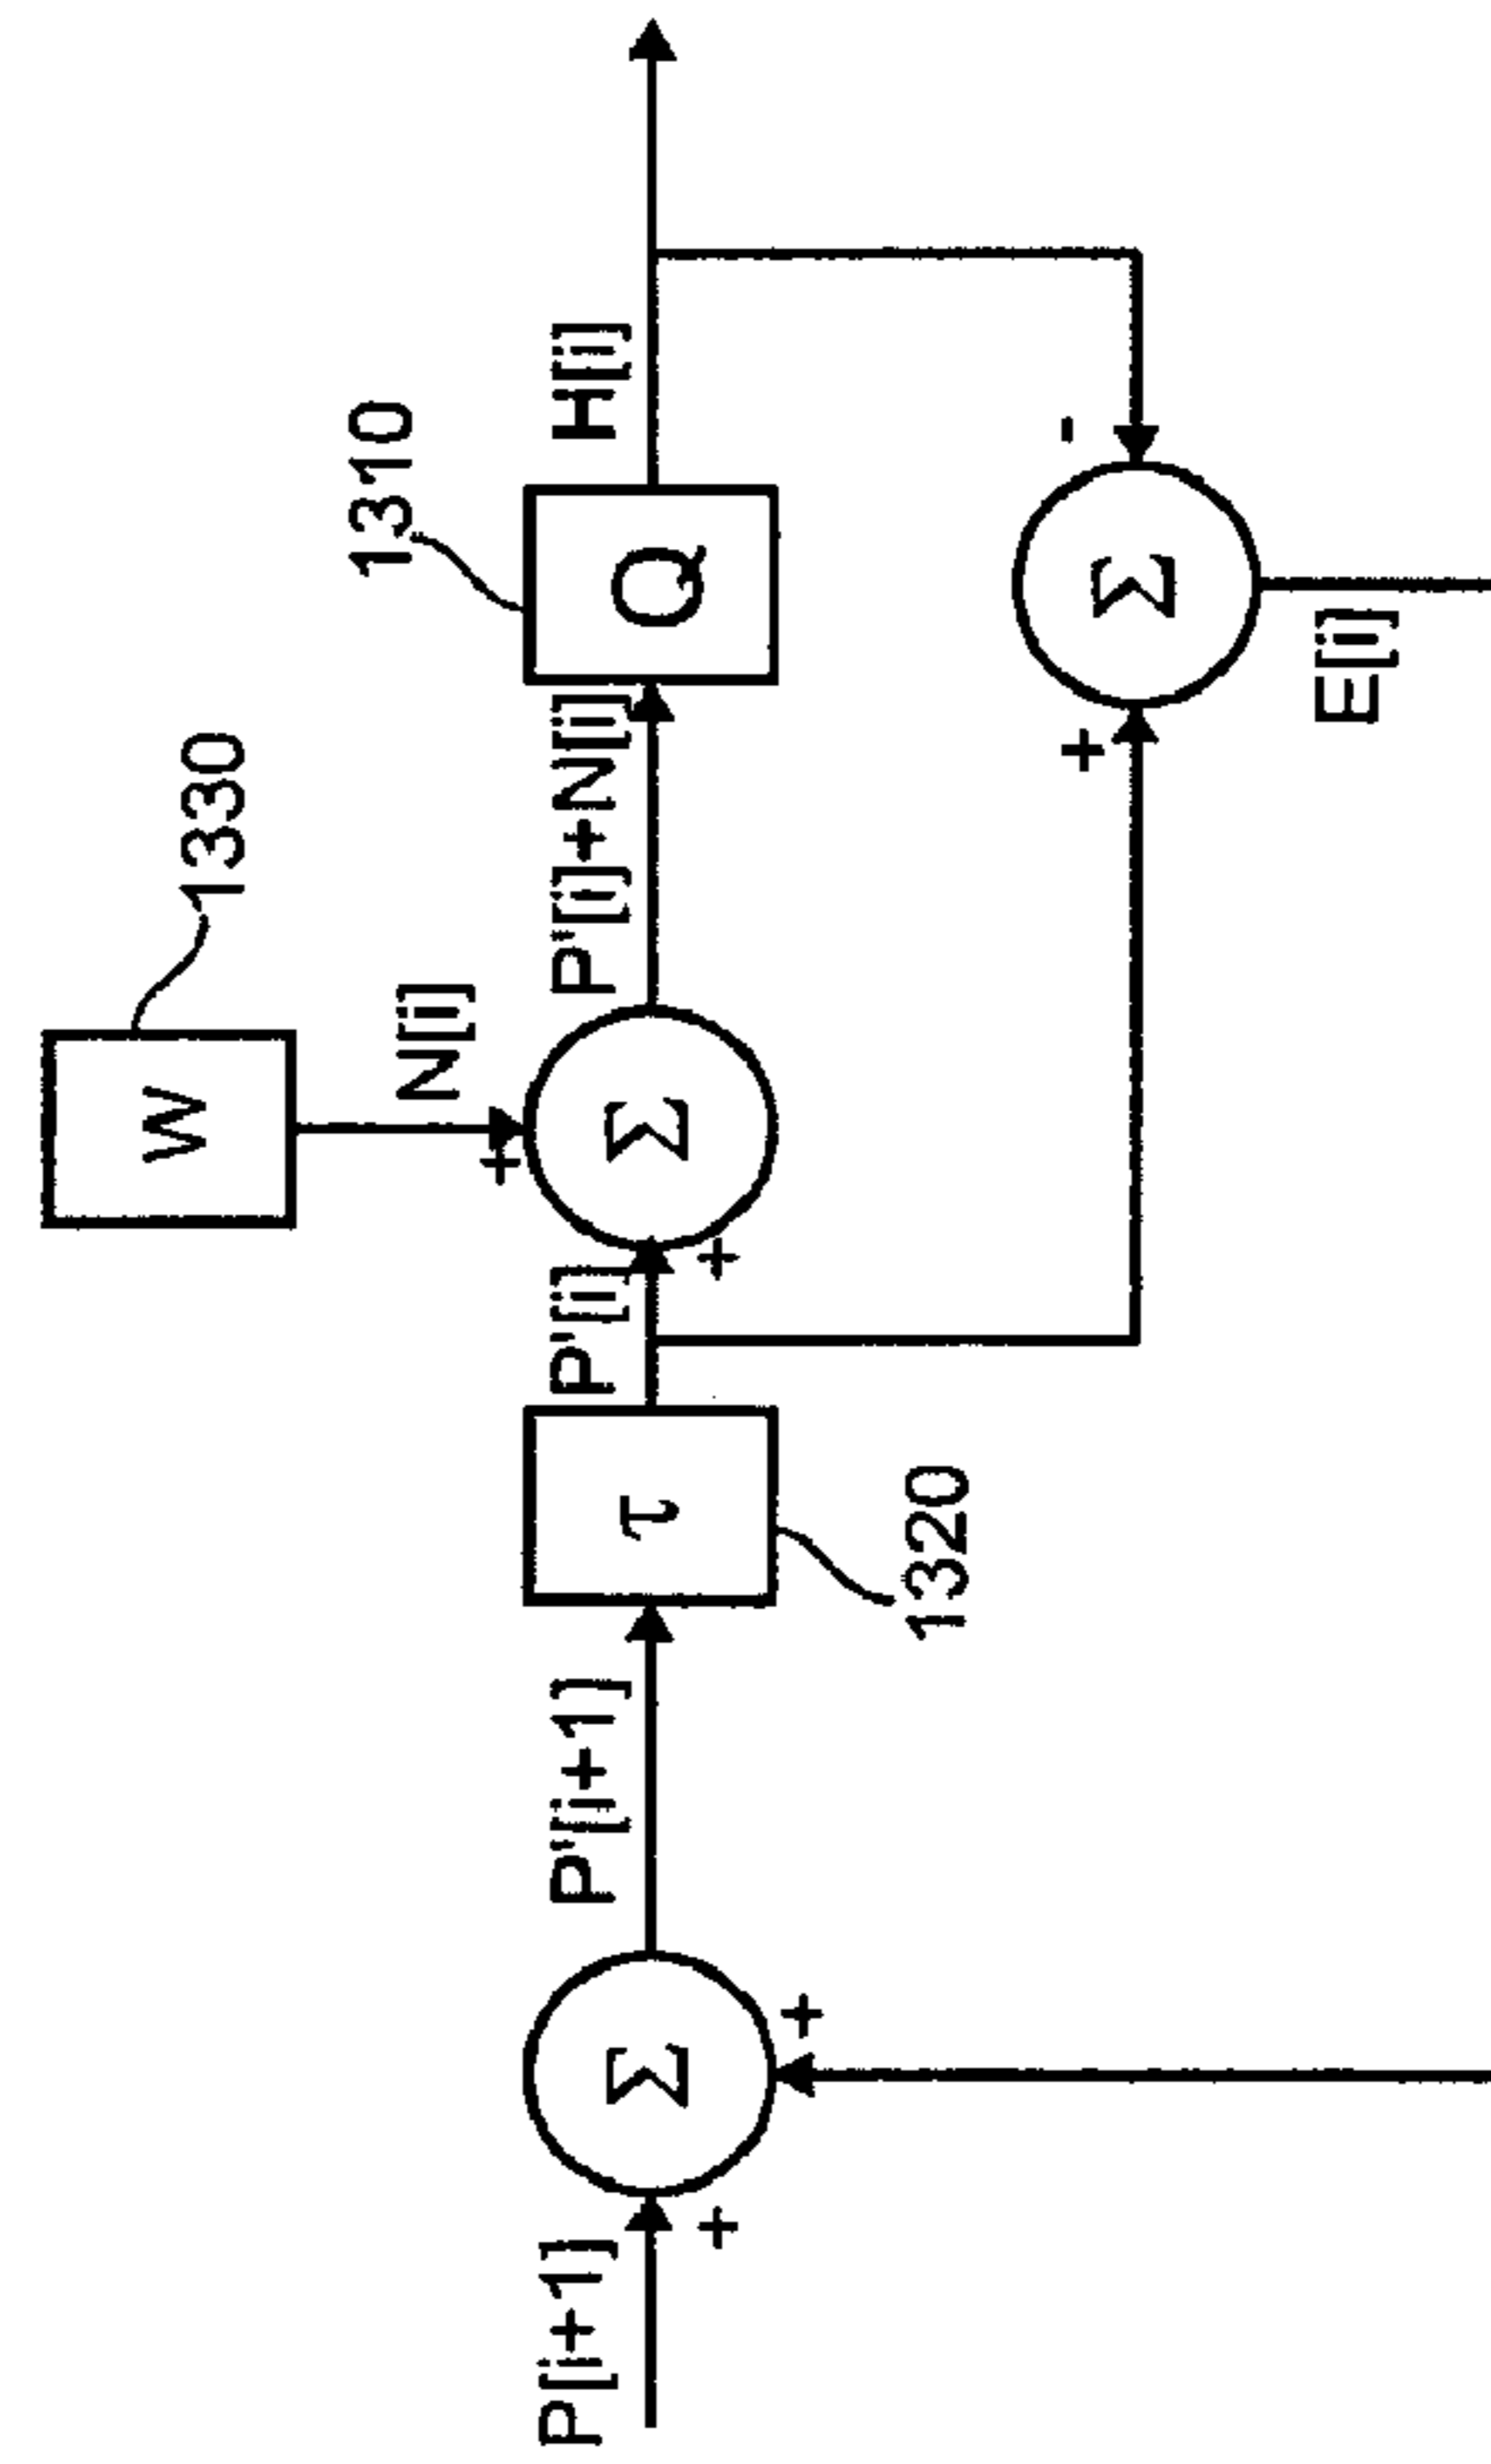 1330
W
N[i]
+
1310
P[i+1]
+
Σ
+
P'[i+1]
τ
1320
P'[i]
+
Σ
P'[i]+N[i]
Q
H[i]
+
Σ
-
E[i]